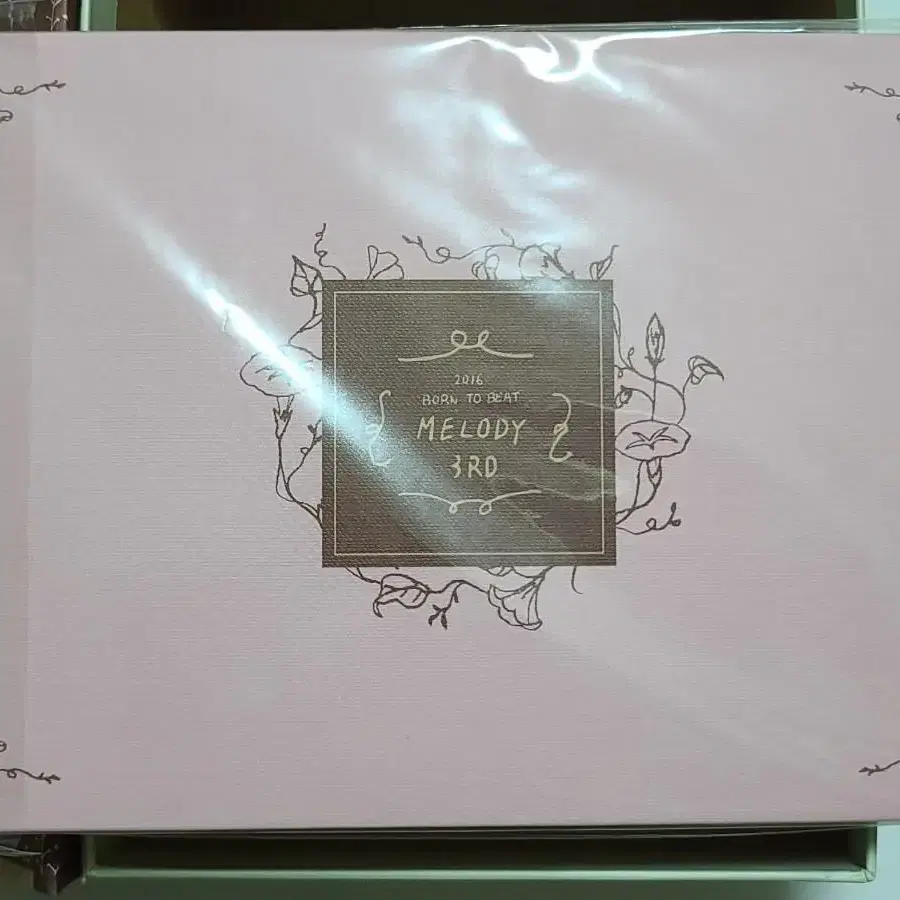 2016
BORN TO BEAT
MELODY
3RD